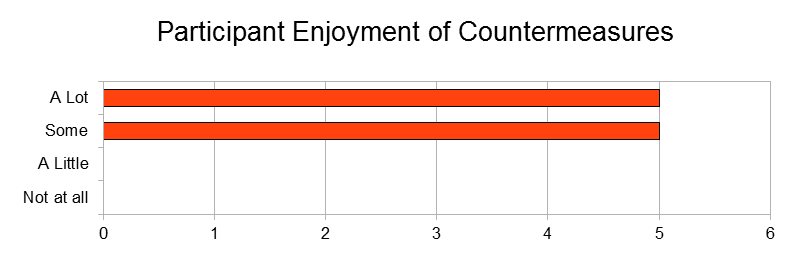 Participant Enjoyment of Countermeasures
A Lot
Some
A Little
Not at all
0 1 2 3 4 5 6